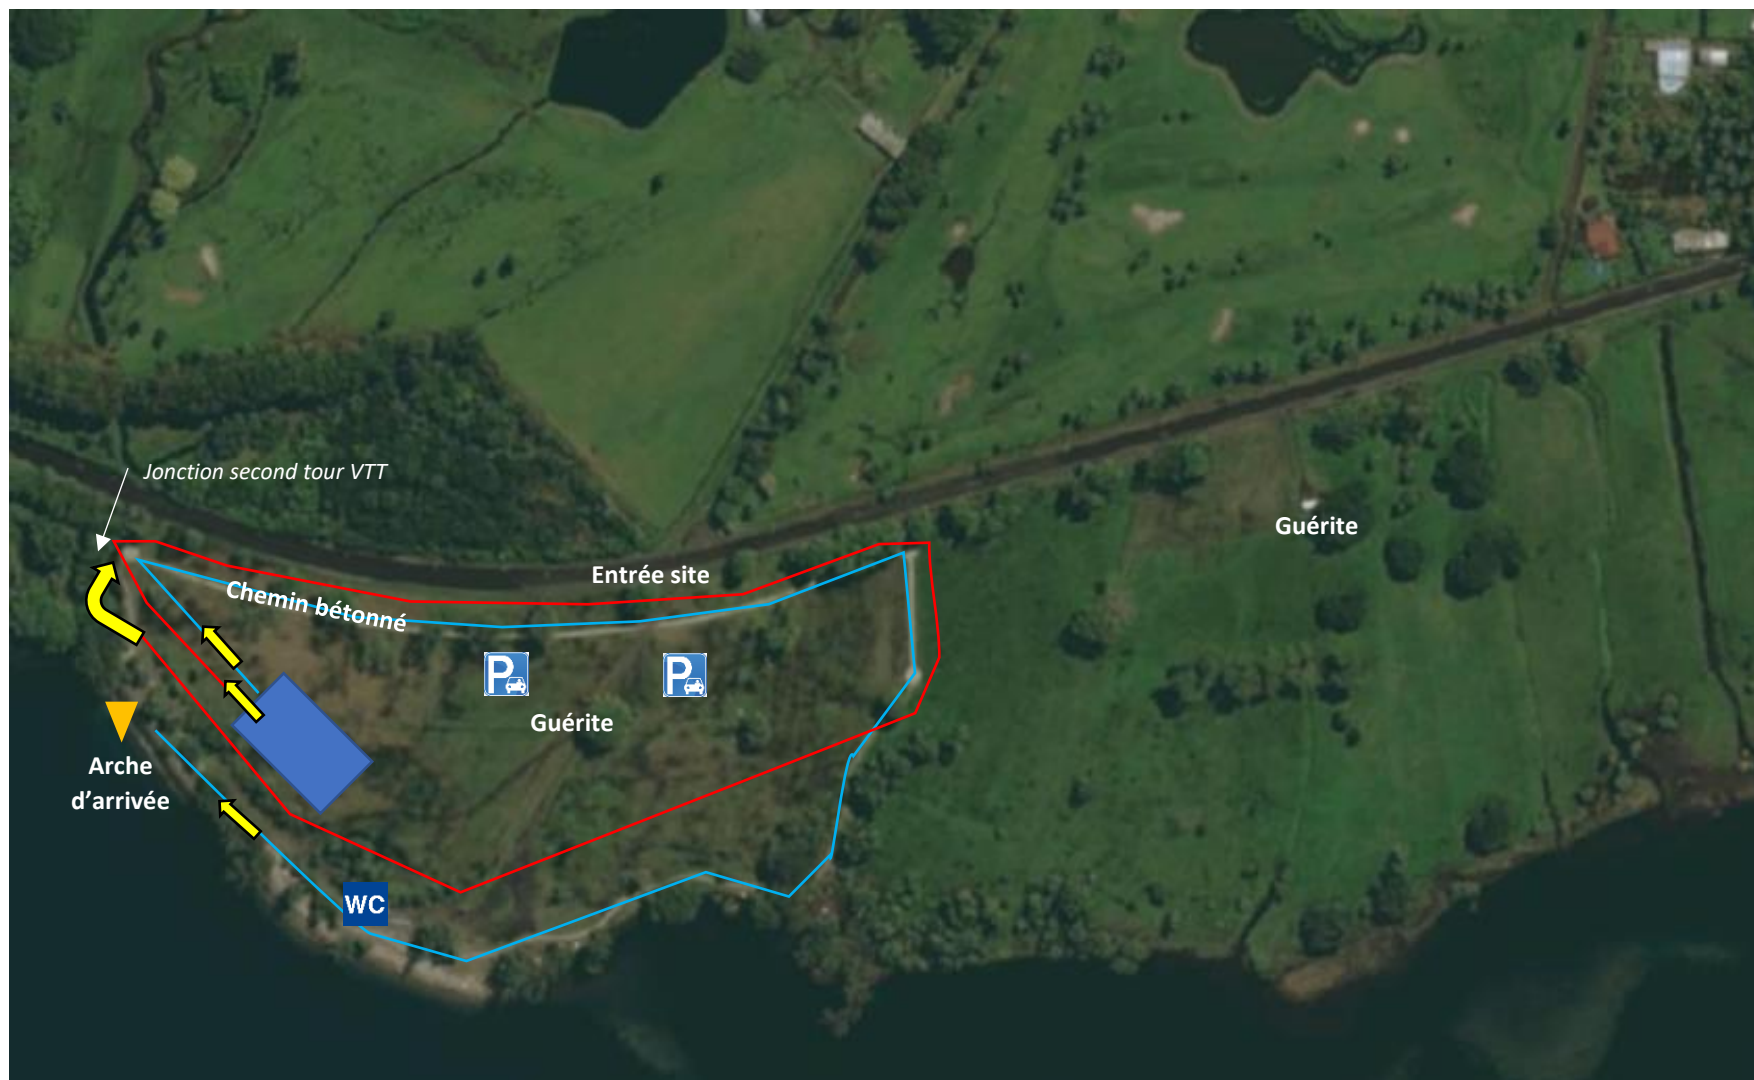 Jonction second tour VTT
Guérite
Entrée site
Chemin bétonné
P
P
Guérite
Arche
d'arrivée
WC